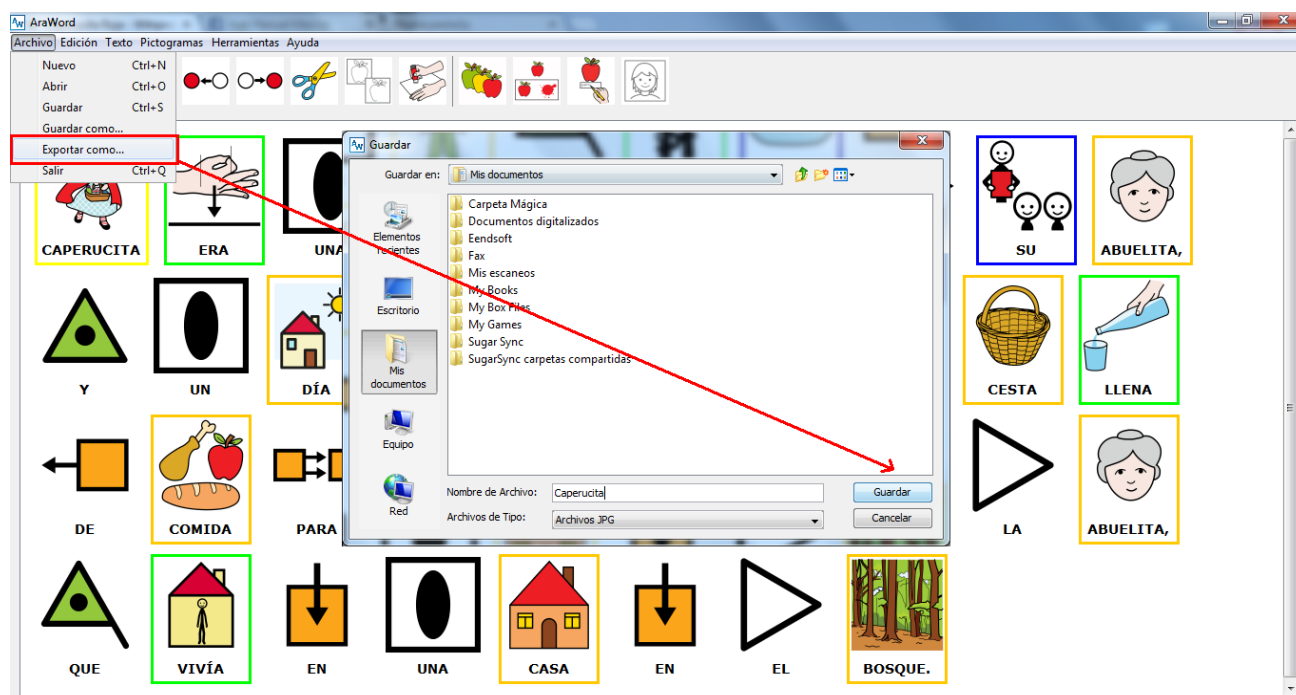 AraWord
Archivo Edición Texto Pictogramas Herramientas Ayuda
Nuevo Ctrl+N
Abrir Ctrl+O
Guardar Ctrl+S
Guardar como...
Exportar como...
Salir Ctrl+Q
Guardar
Guardar en: Mis documentos
Elementos recientes
Escritorio
Mis documentos
Equipo
Red
Carpeta Mágica
Documentos digitalizados
Eendsoft
Fax
Mis escaneos
My Books
My Box Files
My Games
Sugar Sync
SugarSync carpetas compartidas
Nombre de Archivo: Caperucita Guardar
Archivos de Tipo: Archivos JPG Cancelar
CAPERUCITA ERA UNA SU ABUELITA,
Y UN DÍA CESTA LLENA
DE COMIDA PARA LA ABUELITA,
QUE VIVÍA EN UNA CASA EN EL BOSQUE.